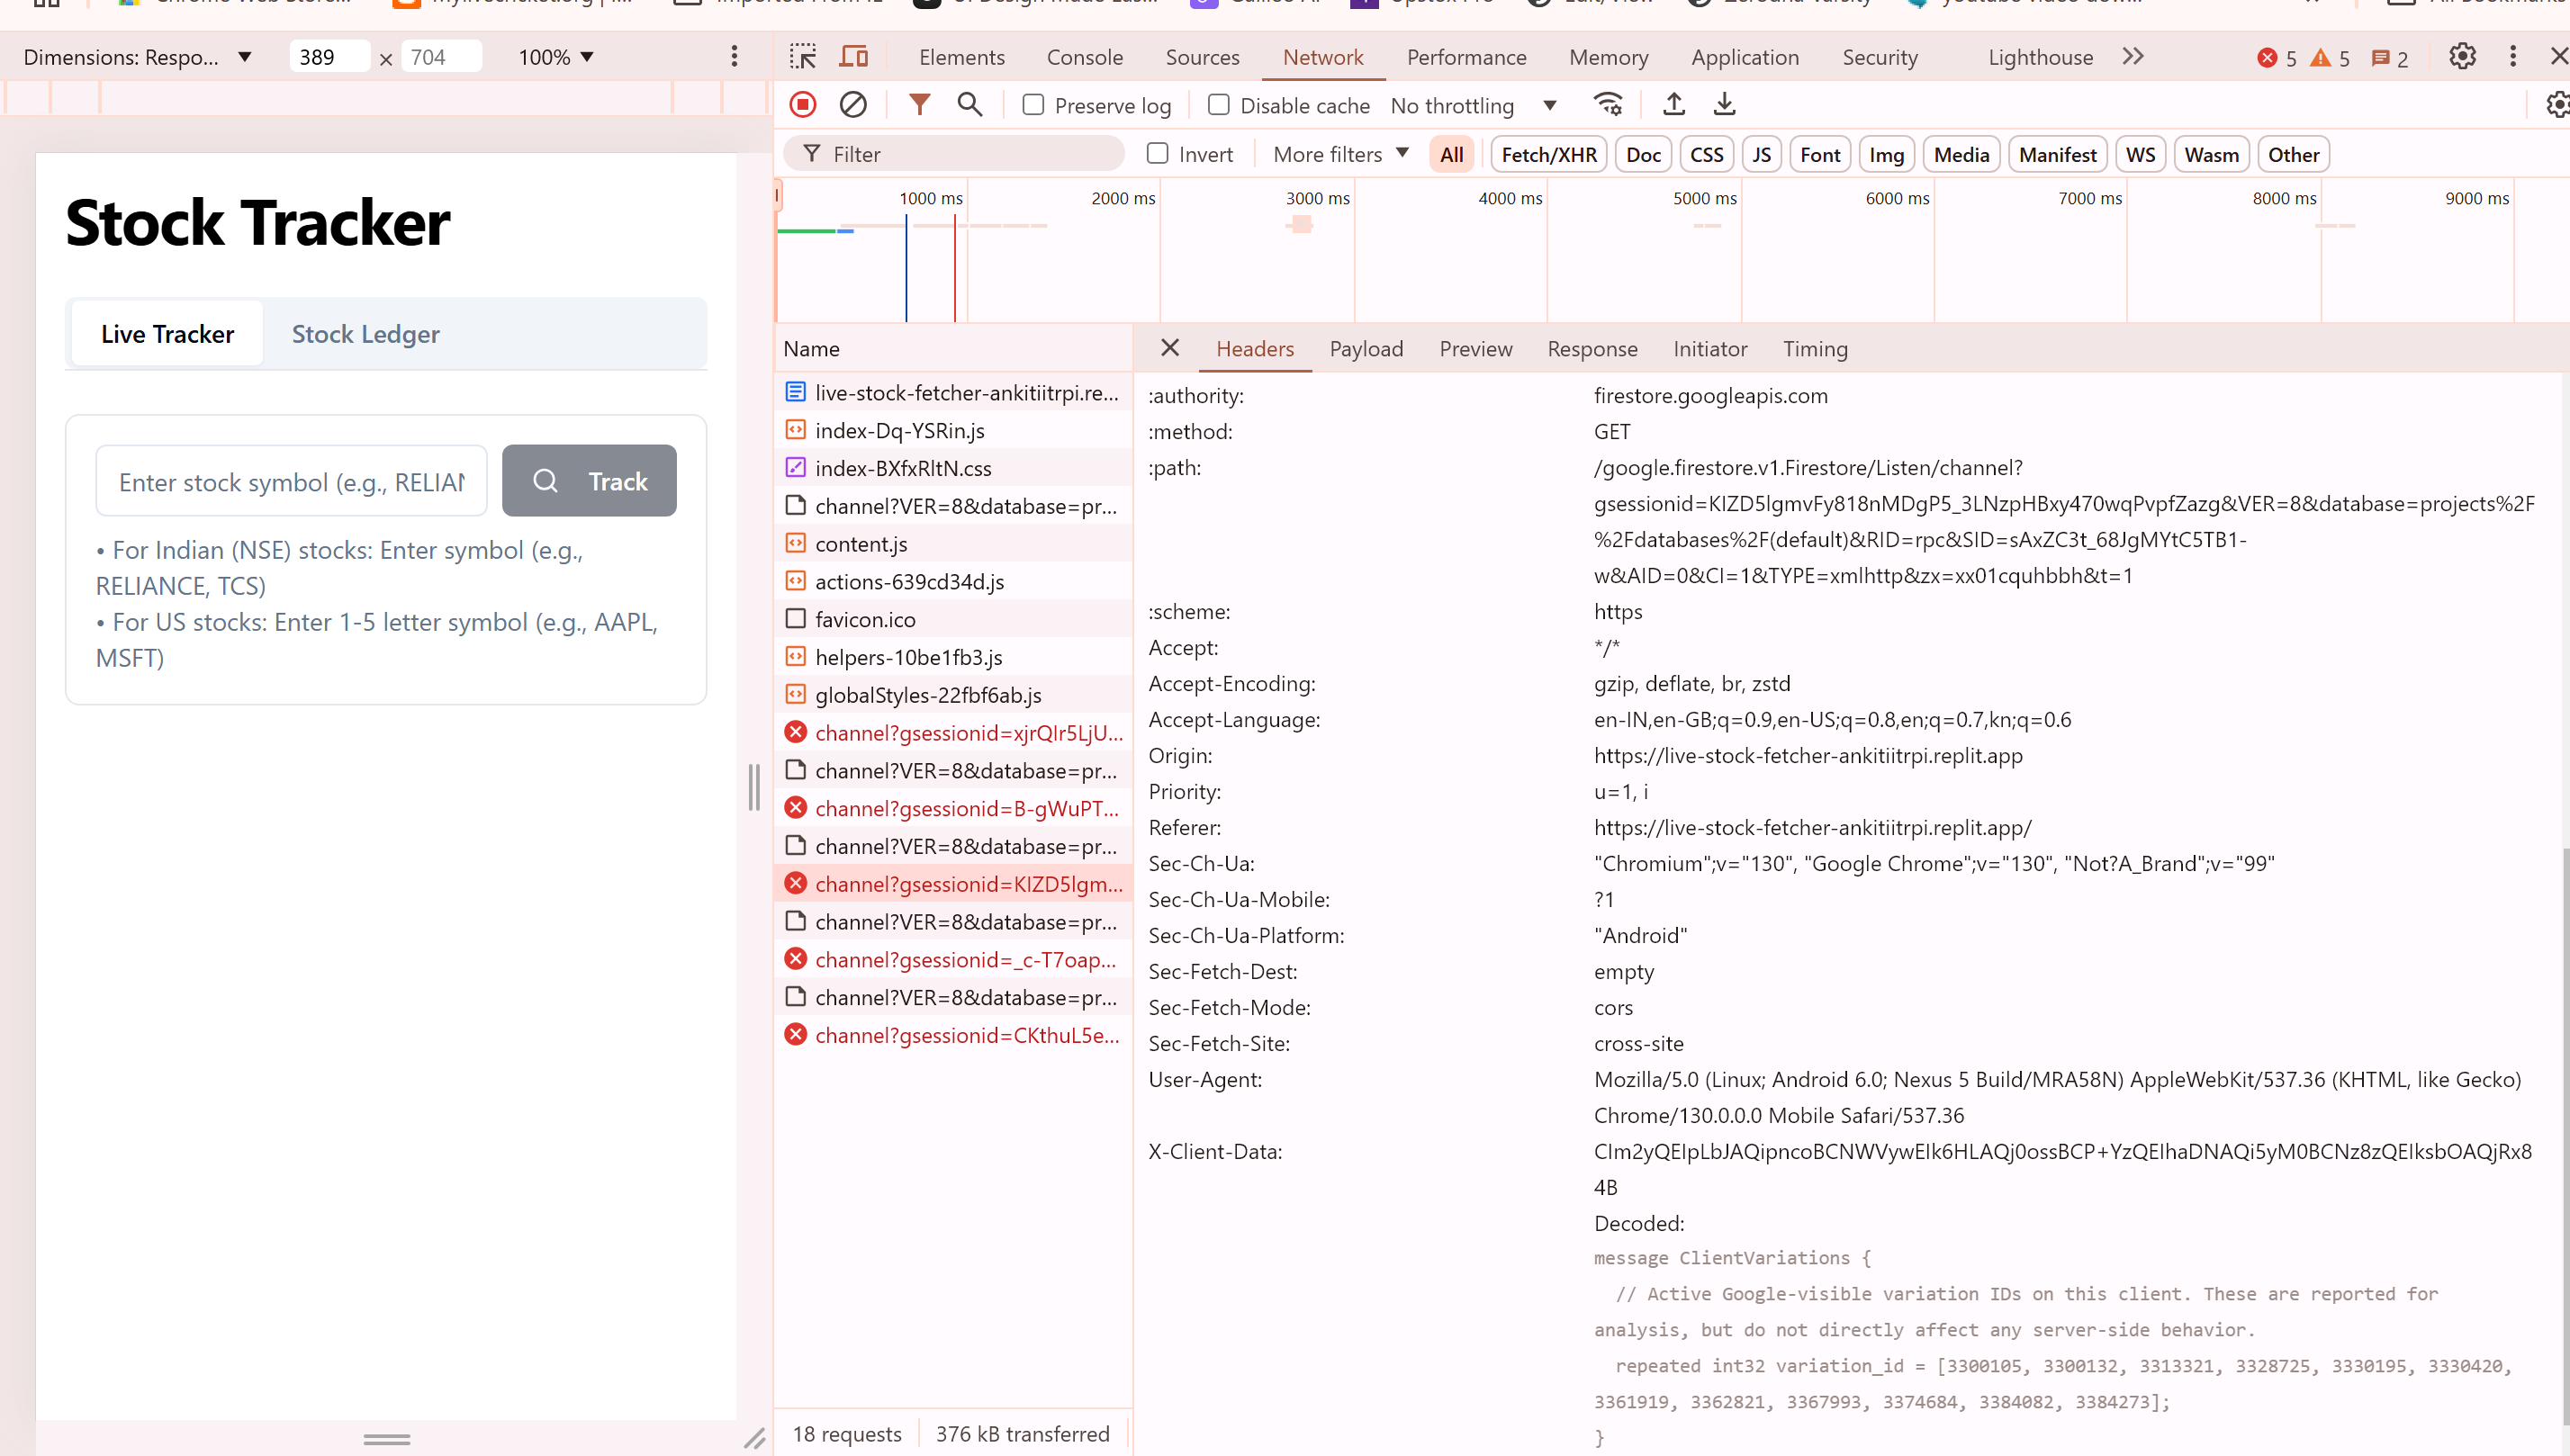 Dimensions: Respo...
389
×
704
100%
Elements
Console
Sources
Network
Performance
Memory
Application
Security
Lighthouse
5
5
2
Preserve log
Disable cache
No throttling
Filter
Invert
More filters
All
Fetch/XHR
Doc
CSS
JS
Font
Img
Media
Manifest
WS
Wasm
Other
1000 ms
2000 ms
3000 ms
4000 ms
5000 ms
6000 ms
7000 ms
8000 ms
9000 ms
Stock Tracker
Live Tracker
Stock Ledger
Enter stock symbol (e.g., RELIAN
Track
• For Indian (NSE) stocks: Enter symbol (e.g.,
RELIANCE, TCS)
• For US stocks: Enter 1-5 letter symbol (e.g., AAPL,
MSFT)
Name
live-stock-fetcher-ankitiitrpi.re...
index-Dq-YSRin.js
index-BXfxRltN.css
channel?VER=8&database=pr...
content.js
actions-639cd34d.js
favicon.ico
helpers-10be1fb3.js
globalStyles-22fbf6ab.js
channel?gsessionid=xjrQIr5LjU...
channel?VER=8&database=pr...
channel?gsessionid=B-gWuPT...
channel?VER=8&database=pr...
channel?gsessionid=KIZD5lgm...
channel?VER=8&database=pr...
channel?gsessionid=_c-T7oap...
channel?VER=8&database=pr...
channel?gsessionid=CKthuL5e...
18 requests
376 kB transferred
Headers
Payload
Preview
Response
Initiator
Timing
:authority: firestore.googleapis.com
:method: GET
:path: /google.firestore.v1.Firestore/Listen/channel?
gsessionid=KIZD5lgmvFy818nMDgP5_3LNzpHBxy470wqPvpfZazg&VER=8&database=projects%2F
%2Fdatabases%2F(default)&RID=rpc&SID=sAxZC3t_68JgMYtC5TB1-
w&AID=0&CI=1&TYPE=xmlhttp&zx=xx01cquhbbh&t=1
:scheme: https
Accept: */*
Accept-Encoding: gzip, deflate, br, zstd
Accept-Language: en-IN,en-GB;q=0.9,en-US;q=0.8,en;q=0.7,kn;q=0.6
Origin: https://live-stock-fetcher-ankitiitrpi.replit.app
Priority: u=1, i
Referer: https://live-stock-fetcher-ankitiitrpi.replit.app/
Sec-Ch-Ua: "Chromium";v="130", "Google Chrome";v="130", "Not?A_Brand";v="99"
Sec-Ch-Ua-Mobile: ?1
Sec-Ch-Ua-Platform: "Android"
Sec-Fetch-Dest: empty
Sec-Fetch-Mode: cors
Sec-Fetch-Site: cross-site
User-Agent: Mozilla/5.0 (Linux; Android 6.0; Nexus 5 Build/MRA58N) AppleWebKit/537.36 (KHTML, like Gecko)
Chrome/130.0.0.0 Mobile Safari/537.36
X-Client-Data: CIm2yQEIpLbJAQipncoBCNWVywEIk6HLAQj0ossBCP+YzQEIhaDNAQi5yM0BCNz8zQEIksbOAQjRx8
4B
Decoded:
message ClientVariations {
// Active Google-visible variation IDs on this client. These are reported for
analysis, but do not directly affect any server-side behavior.
repeated int32 variation_id = [3300105, 3300132, 3313321, 3328725, 3330195, 3330420,
3361919, 3362821, 3367993, 3374684, 3384082, 3384273];
}